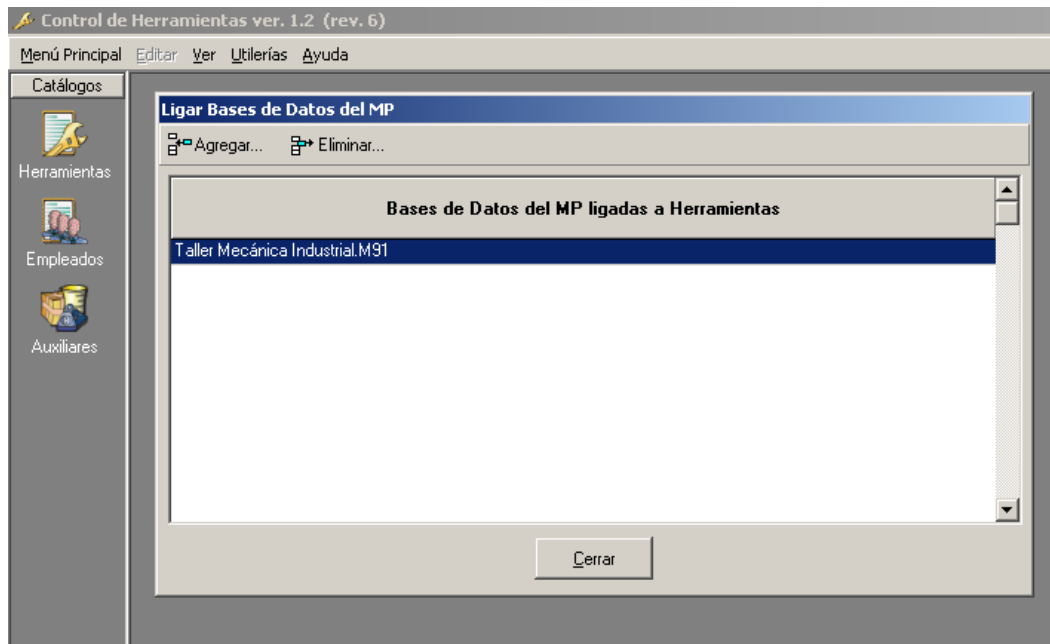 Control de Herramientas ver. 1.2 (rev. 6)
Menú Principal Editar Ver Utilerías Ayuda
Catálogos
Herramientas
Empleados
Auxiliares
Ligar Bases de Datos del MP
Agregar... Eliminar...
Bases de Datos del MP ligadas a Herramientas
Taller Mecánica Industrial.M91
Cerrar